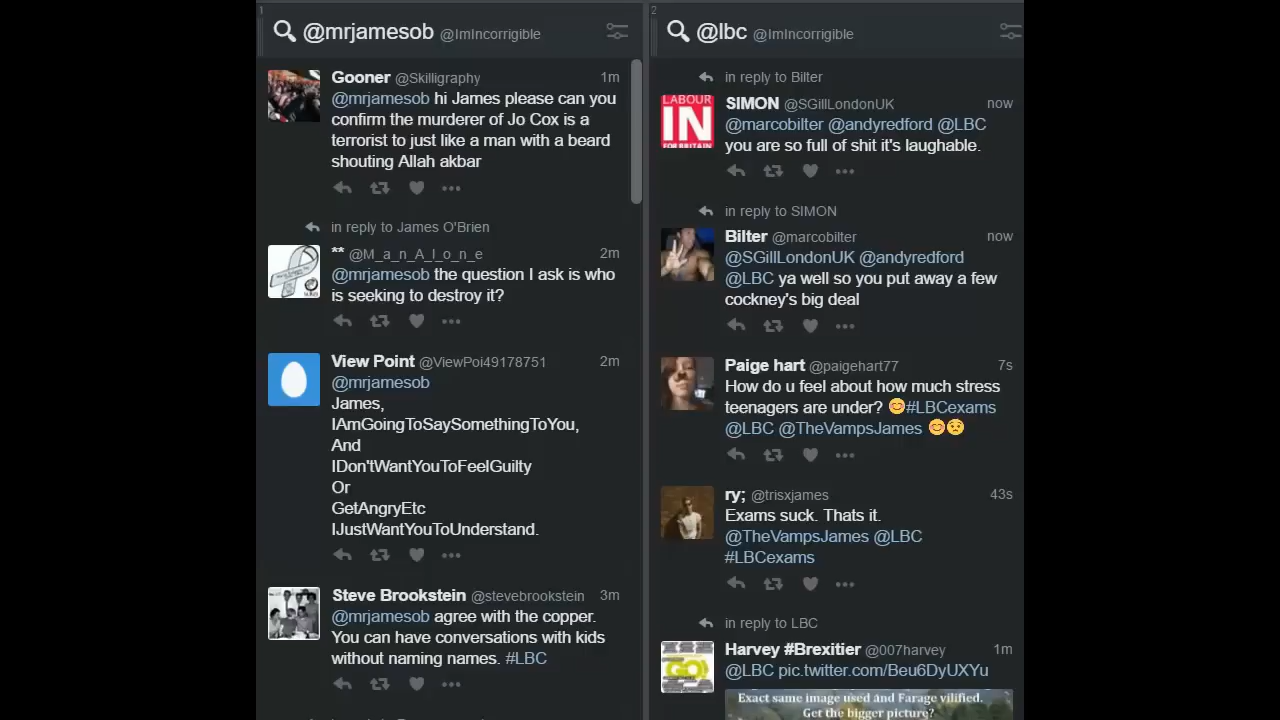 1
@mrjamesob @ImIncorrigible
Gooner @Skilligraphy 1m
@mrjamesob hi James please can you
confirm the murderer of Jo Cox is a
terrorist to just like a man with a beard
shouting Allah akbar
in reply to James O'Brien
** @M_a_n_A_l_o_n_e 2m
@mrjamesob the question I ask is who
is seeking to destroy it?
View Point @ViewPoi49178751 2m
@mrjamesob
James,
IAmGoingToSaySomethingToYou,
And
IDon'tWantYouToFeelGuilty
Or
GetAngryEtc
IJustWantYouToUnderstand.
Steve Brookstein @stevebrookstein 3m
@mrjamesob agree with the copper.
You can have conversations with kids
without naming names. #LBC
2
@lbc @ImIncorrigible
in reply to Bilter
LABOUR
IN
FOR BRITAIN
SIMON @SGillLondonUK now
@marcobilter @andyredford @LBC
you are so full of shit it's laughable.
in reply to SIMON
Bilter @marcobilter now
@SGillLondonUK @andyredford
@LBC ya well so you put away a few
cockney's big deal
Paige hart @paigehart77 7s
How do u feel about how much stress
teenagers are under? 😊#LBCexams
@LBC @TheVampsJames 😊😟
ry; @trisxjames 43s
Exams suck. Thats it.
@TheVampsJames @LBC
#LBCexams
in reply to LBC
GO!
Harvey #Brexitier @007harvey 1m
@LBC pic.twitter.com/Beu6DyUXYu
Exact same image used and Farage vilified.
Get the bigger picture?